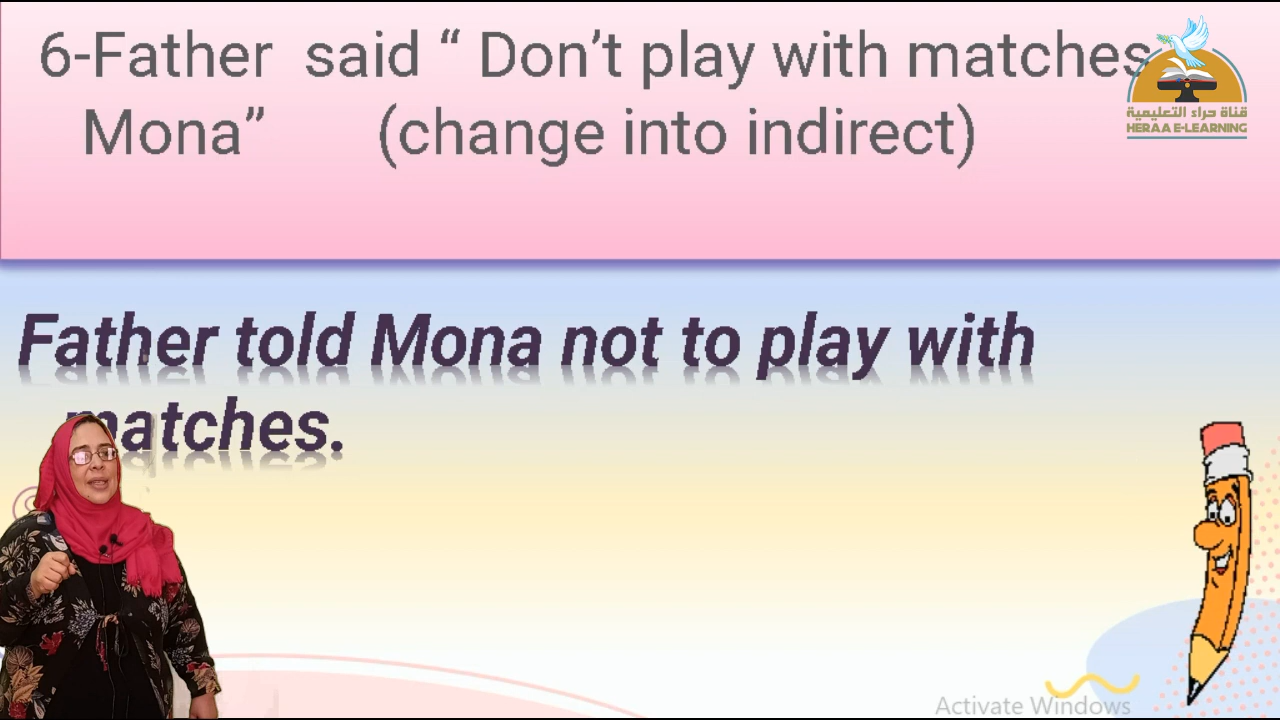 6-Father said “ Don’t play with matches
Mona” (change into indirect)
قناة حراء التعليمية
HERAA E-LEARNING
Father told Mona not to play with
matches.
Activate Windows